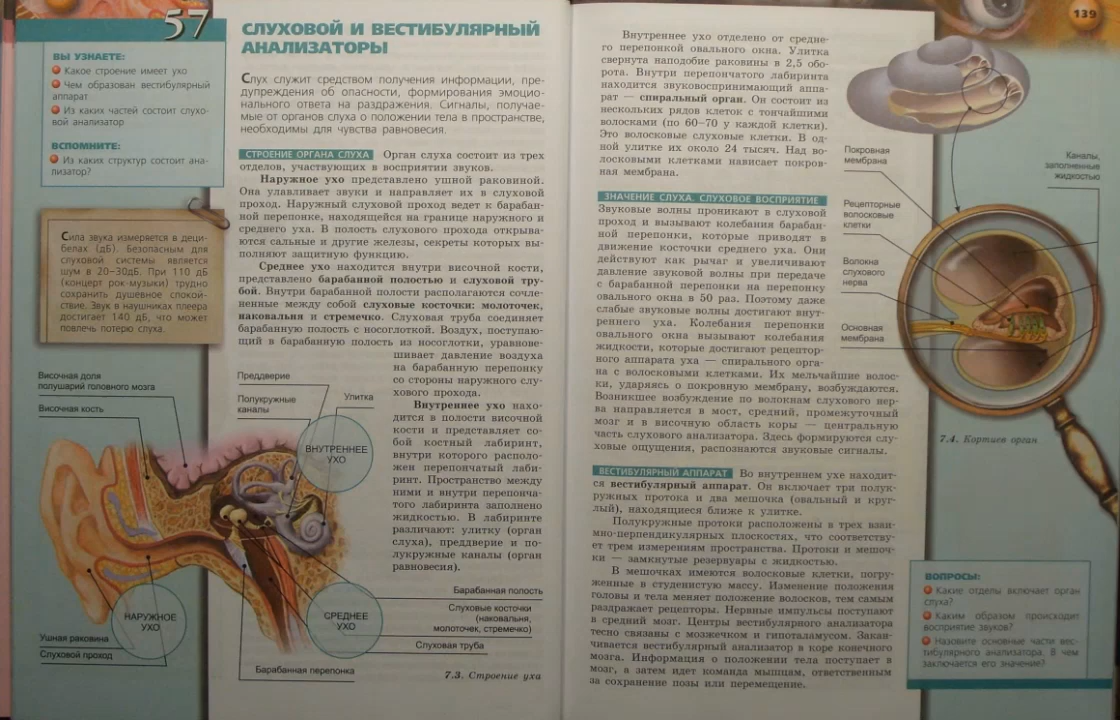 57
СЛУХОВОЙ И ВЕСТИБУЛЯРНЫЙ
АНАЛИЗАТОРЫ
ВЫ УЗНАЕТЕ:
Какое строение имеет ухо
Чем образован вестибулярный
аппарат
Из каких частей состоит слухо-
вой анализатор
ВСПОМНИТЕ:
Из каких структур состоит ана-
лизатор?
Сила звука измеряется в деци-
белах (дБ). Безопасным для
слуховой системы является
шум в 20–30дБ. При 110 дБ
(концерт рок-музыки) трудно
сохранить душевное спокой-
ствие. Звук в наушниках плеера
достигает 140 дБ, что может
повлечь потерю слуха.
Слух служит средством получения информации, пре-
дупреждения об опасности, формирования эмоцио-
нального ответа на раздражения. Сигналы, получае-
мые от органов слуха о положении тела в пространстве,
необходимы для чувства равновесия.
СТРОЕНИЕ ОРГАНА СЛУХА Орган слуха состоит из трех
отделов, участвующих в восприятии звуков.
Наружное ухо представлено ушной раковиной.
Она улавливает звуки и направляет их в слуховой
проход. Наружный слуховой проход ведет к барабан-
ной перепонке, находящейся на границе наружного и
среднего уха. В полость слухового прохода открыва-
ются сальные и другие железы, секреты которых вы-
полняют защитную функцию.
Среднее ухо находится внутри височной кости,
представлено барабанной полостью и слуховой тру-
бой. Внутри барабанной полости располагаются сочле-
ненные между собой слуховые косточки: молоточек,
наковальня и стремечко. Слуховая труба соединяет
барабанную полость с носоглоткой. Воздух, поступаю-
щий в барабанную полость из носоглотки, уравнове-
шивает давление воздуха
на барабанную перепонку
со стороны наружного слу-
хового прохода.
Внутреннее ухо нахо-
дится в полости височной
кости и представляет со-
бой костный лабиринт,
внутри которого располо-
жен перепончатый лаби-
ринт. Пространство между
ними и внутри перепонча-
того лабиринта заполнено
жидкостью. В лабиринте
различают: улитку (орган
слуха), преддверие и по-
лукружные каналы (орган
равновесия).
Височная доля
полушарий головного мозга
Височная кость
Преддверие
Полукружные
каналы
Улитка
ВНУТРЕННЕЕ
УХО
НАРУЖНОЕ
УХО
СРЕДНЕЕ
УХО
Ушная раковина
Слуховой проход
Барабанная перепонка
Барабанная полость
Слуховые косточки
(наковальня,
молоточек, стремечко)
Слуховая труба
7.3. Строение уха
139
Внутреннее ухо отделено от средне-
го перепонкой овального окна. Улитка
свернута наподобие раковины в 2,5 обо-
рота. Внутри перепончатого лабиринта
находится звуковоспринимающий аппа-
рат — спиральный орган. Он состоит из
нескольких рядов клеток с тончайшими
волосками (по 60–70 у каждой клетки).
Это волосковые слуховые клетки. В од-
ной улитке их около 24 тысяч. Над во-
лосковыми клетками нависает покров-
ная мембрана.
ЗНАЧЕНИЕ СЛУХА. СЛУХОВОЕ ВОСПРИЯТИЕ
Звуковые волны проникают в слуховой
проход и вызывают колебания барабан-
ной перепонки, которые приводят в
движение косточки среднего уха. Они
действуют как рычаг и увеличивают
давление звуковой волны при передаче
с барабанной перепонки на перепонку
овального окна в 50 раз. Поэтому даже
слабые звуковые волны достигают внут-
реннего уха. Колебания перепонки
овального окна вызывают колебания
жидкости, которые достигают рецептор-
ного аппарата уха — спирального орга-
на с волосковыми клетками. Их мельчайшие волос-
ки, ударяясь о покровную мембрану, возбуждаются.
Возникшее возбуждение по волокнам слухового нер-
ва направляется в мост, средний, промежуточный
мозг и в височную область коры — центральную
часть слухового анализатора. Здесь формируются слу-
ховые ощущения, распознаются звуковые сигналы.
ВЕСТИБУЛЯРНЫЙ АППАРАТ Во внутреннем ухе находит-
ся вестибулярный аппарат. Он включает три полук-
ружных протока и два мешочка (овальный и круг-
лый), находящиеся ближе к улитке.
Полукружные протоки расположены в трех взаи-
мно-перпендикулярных плоскостях, что соответству-
ет трем измерениям пространства. Протоки и мешоч-
ки — замкнутые резервуары с жидкостью.
В мешочках имеются волосковые клетки, погру-
женные в студенистую массу. Изменение положения
головы и тела меняет положение волосков, тем самым
раздражает рецепторы. Нервные импульсы поступают
в средний мозг. Центры вестибулярного анализатора
тесно связаны с мозжечком и гипоталамусом. Закан-
чивается вестибулярный анализатор в коре конечного
мозга. Информация о положении тела поступает в
мозг, а затем идет команда мышцам, ответственным
за сохранение позы или перемещение.
Покровная
мембрана
Рецепторные
волосковые
клетки
Волокна
слухового
нерва
Основная
мембрана
Каналы,
заполненные
жидкостью
7.4. Кортиев орган
ВОПРОСЫ:
Какие отделы включает орган
слуха?
Каким образом происходит
восприятие звуков?
Назовите основные части вес-
тибулярного анализатора. В чем
заключается его значение?